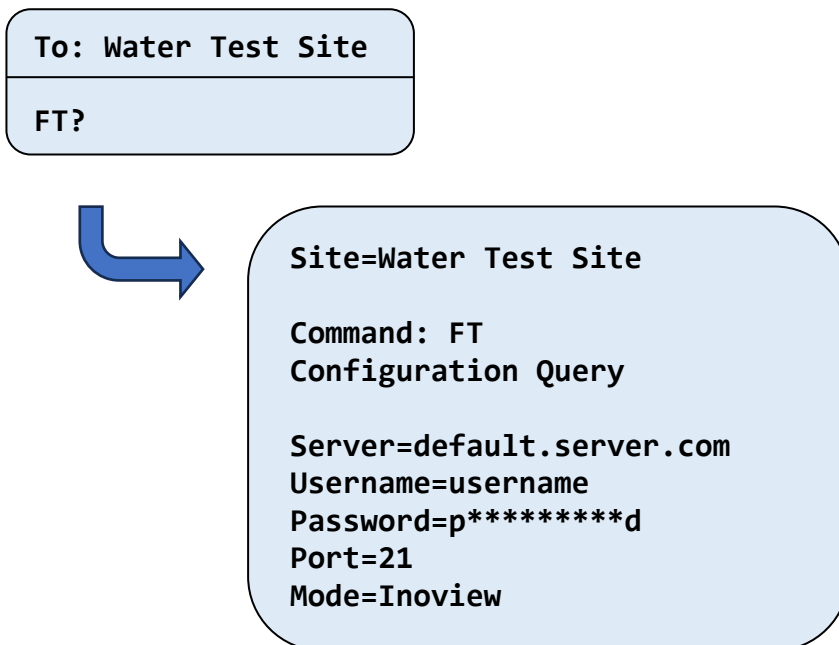 To: Water Test Site
FT?
Site=Water Test Site
Command: FT
Configuration Query
Server=default.server.com
Username=username
Password=p*********d
Port=21
Mode=Inoview